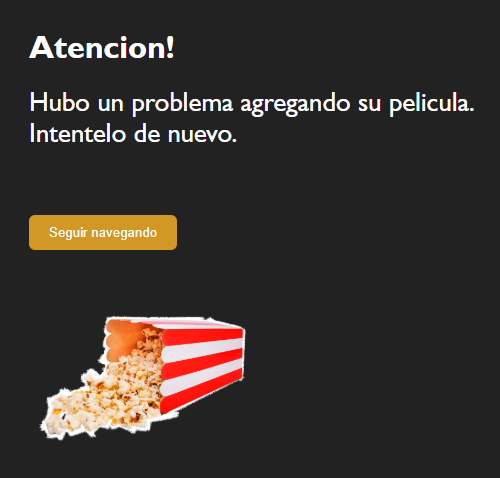 Atencion!
Hubo un problema agregando su pelicula.
Intentelo de nuevo.
Seguir navegando